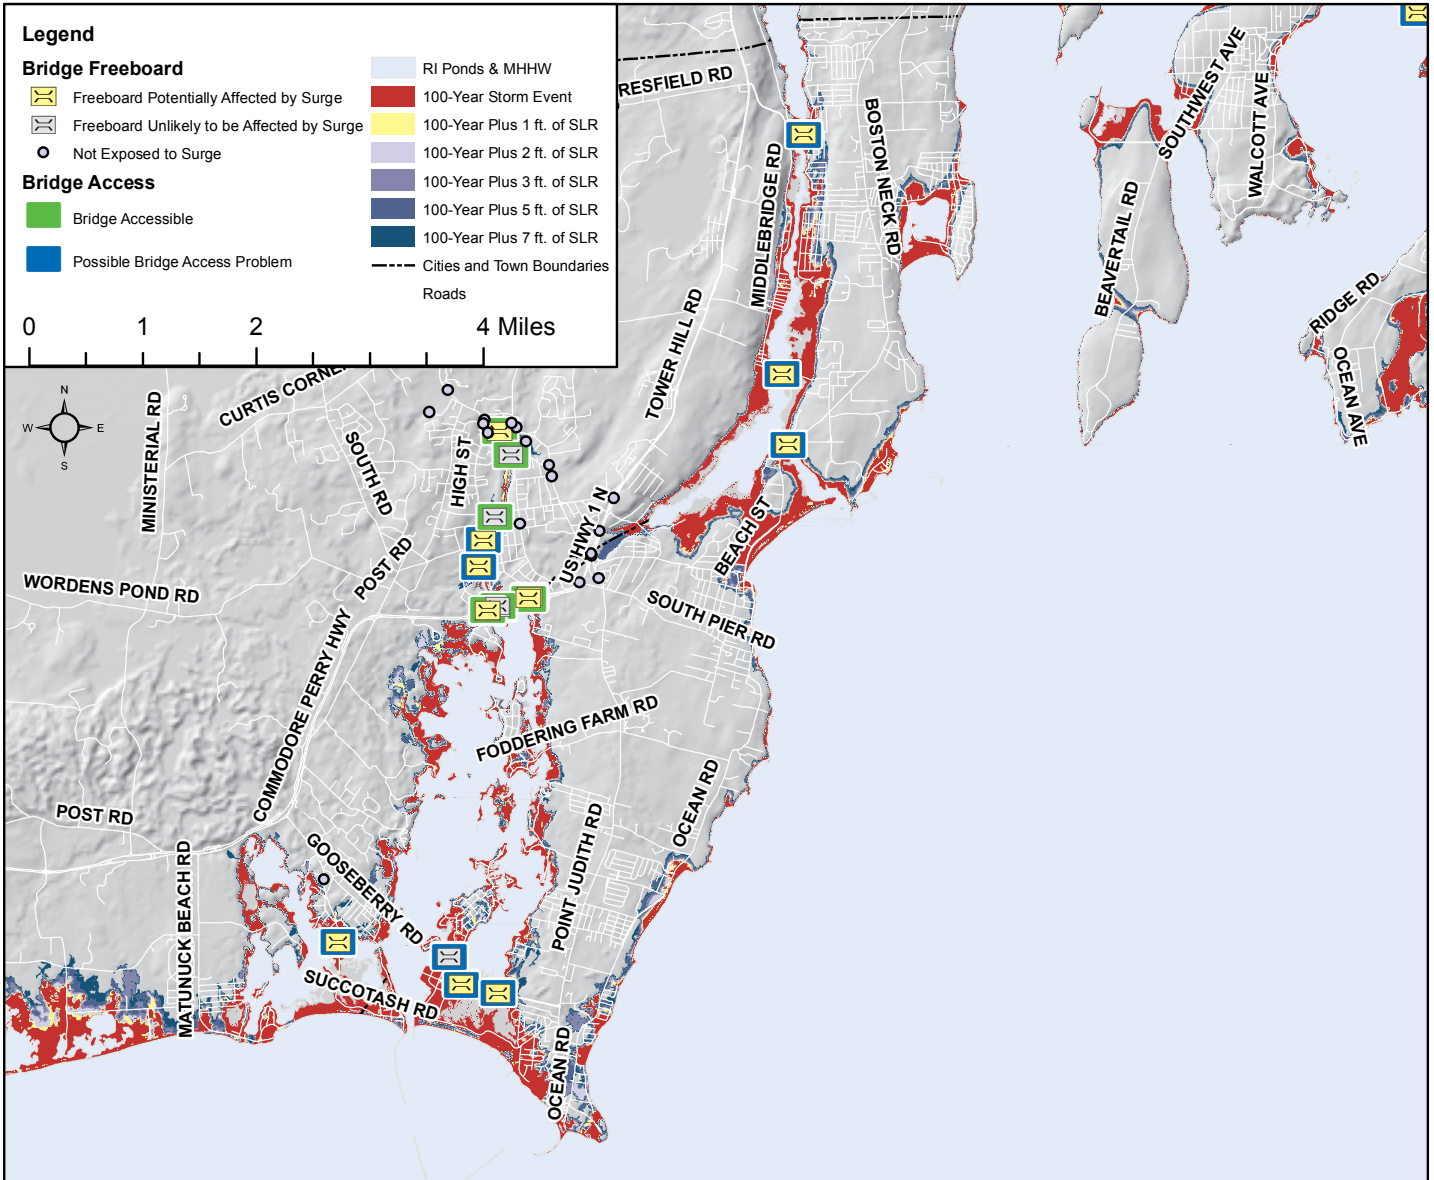 Legend
Bridge Freeboard
Freeboard Potentially Affected by Surge
Freeboard Unlikely to be Affected by Surge
Not Exposed to Surge
Bridge Access
Bridge Accessible
Possible Bridge Access Problem
RI Ponds & MHHW
100-Year Storm Event
100-Year Plus 1 ft. of SLR
100-Year Plus 2 ft. of SLR
100-Year Plus 3 ft. of SLR
100-Year Plus 5 ft. of SLR
100-Year Plus 7 ft. of SLR
Cities and Town Boundaries
Roads
0 1 2 4 Miles
N
W E
S
RESFIELD RD
BOSTON NECK RD
MIDDLEBRIDGE RD
SOUTHWEST AVE
WALCOTT AVE
BEAVERTAIL RD
RIDGE RD
OCEAN AVE
TOWER HILL RD
CURTIS CORNE
MINISTERIAL RD
SOUTH RD
HIGH ST
US HWY 1 N
BEACH ST
POST RD
WORDENS POND RD
SOUTH PIER RD
COMMODORE PERRY HWY
FODDERING FARM RD
OCEAN RD
POST RD
POINT JUDITH RD
GOOSEBERRY RD
MATUNUCK BEACH RD
SUCCOTASH RD
OCEAN RD